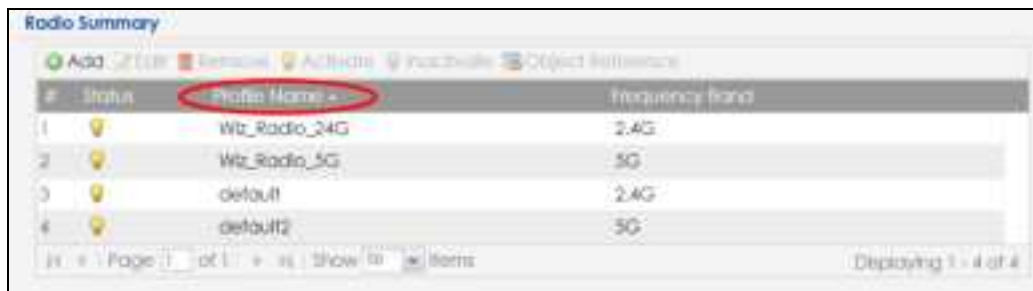 Radio Summary
Add Edit Remove Activate Inactivate Object Reference
# Status Profile Name Frequency Band
1 Wiz_Radio_24G 2.4G
2 Wiz_Radio_5G 5G
3 default 2.4G
4 default2 5G
Page 1 of 1 Show 50 items Displaying 1 - 4 of 4